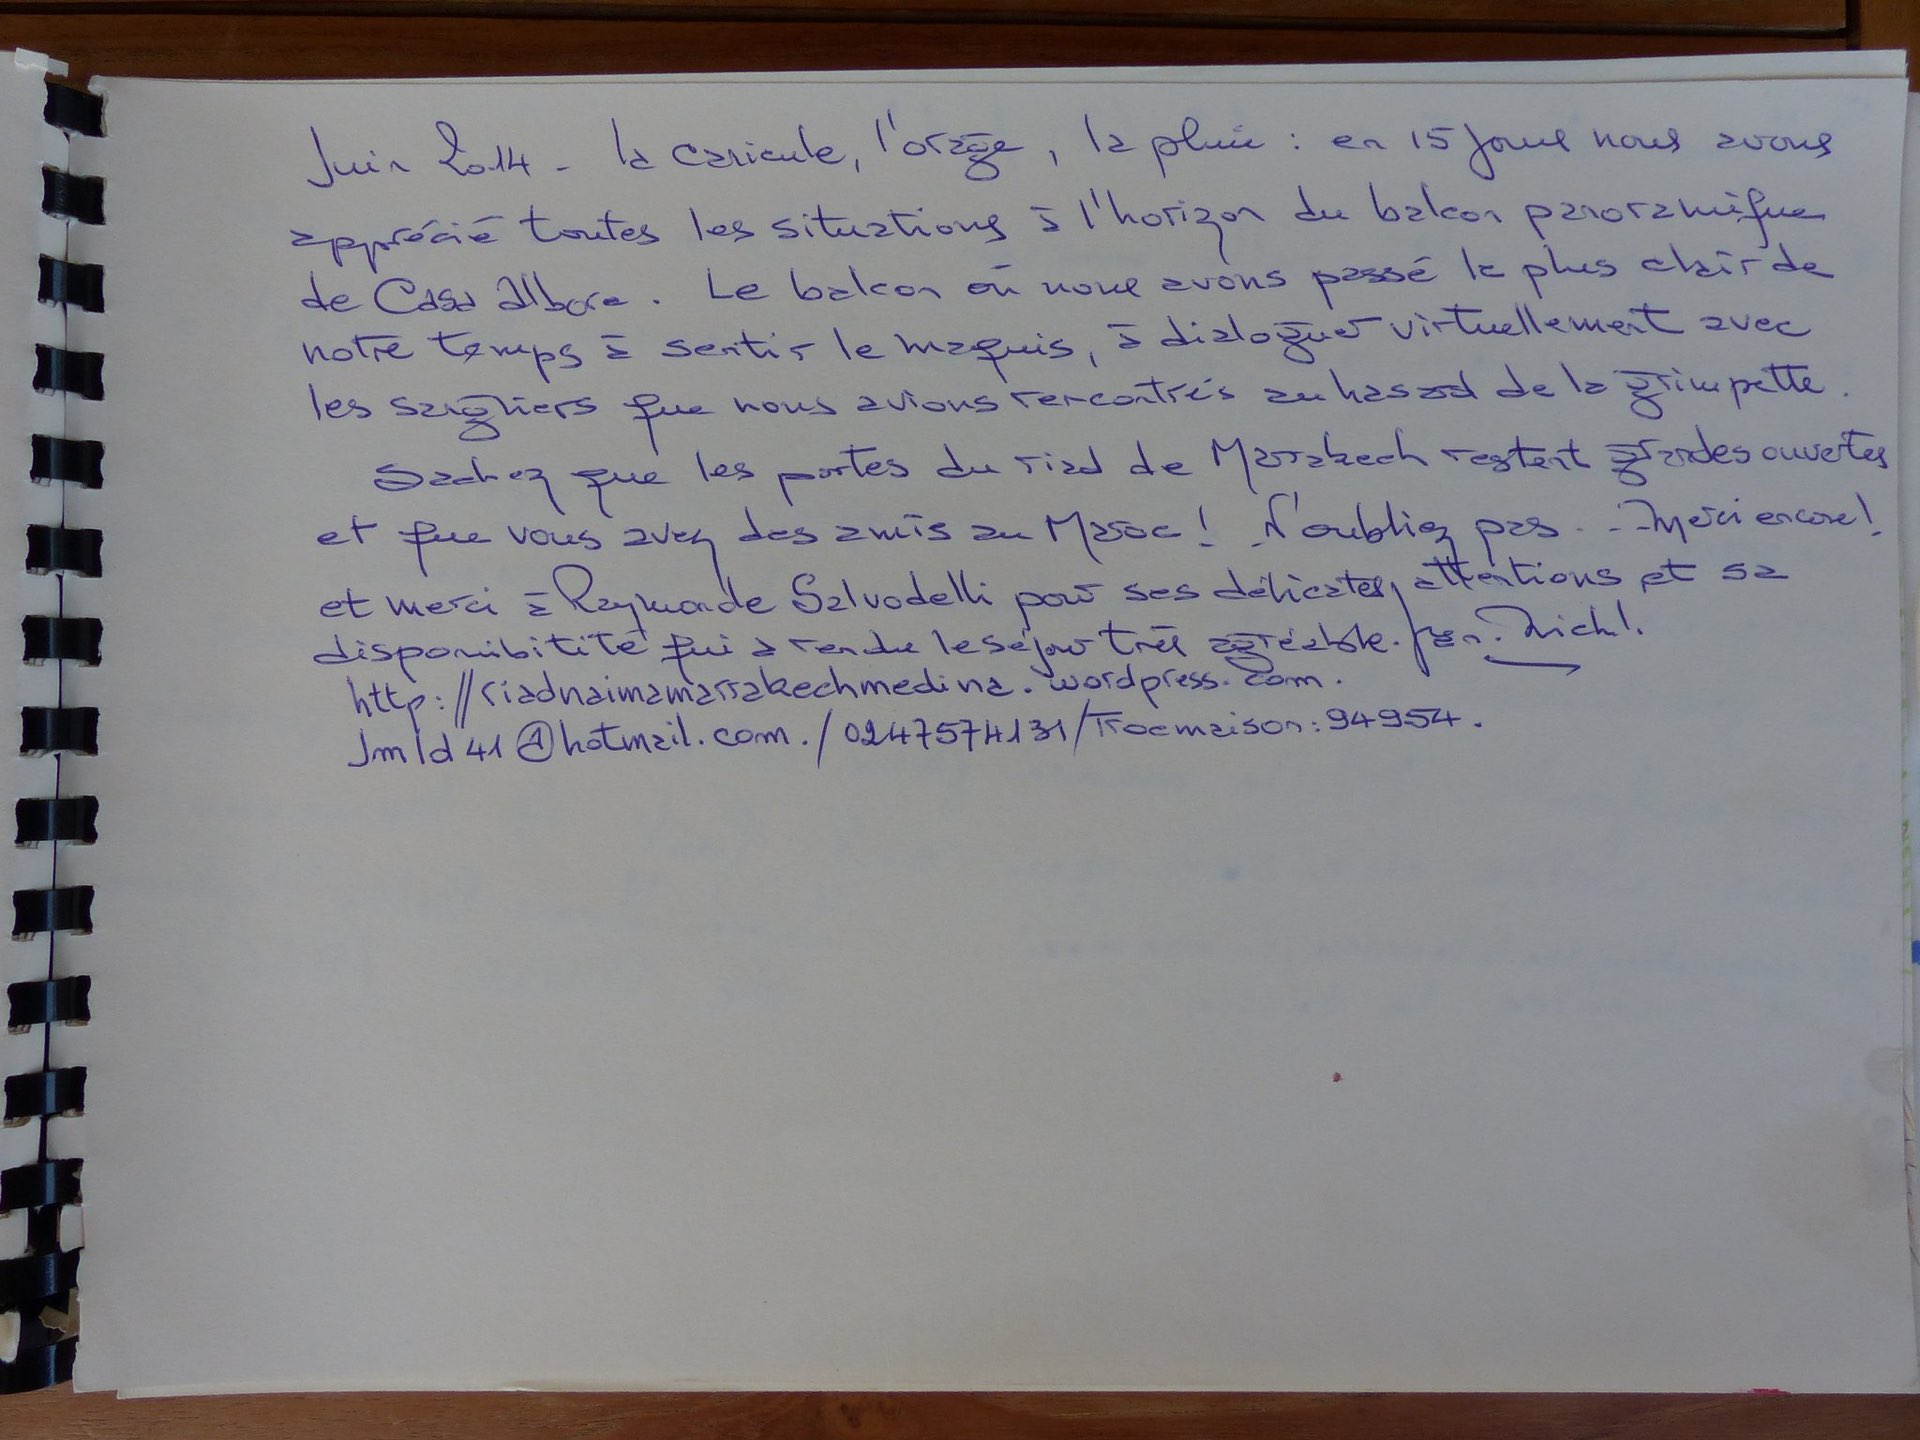 Juin 2014 - la canicule, l'orage, la pluie : en 15 jours nous avons
apprécié toutes les situations à l'horizon du balcon panoramique
de Casa Albora. Le balcon où nous avons passé le plus clair de
notre temps à sentir le maquis, à dialoguer virtuellement avec
les sangliers que nous avions rencontrés au hasard de la grimpette.
Sachez que les portes du riad de Marrakech restent grandes ouvertes
et que vous avez des amis au Maroc ! N'oubliez pas... Merci encore !
et merci à Raymonde Salvodelli pour ses délicates attentions et sa
disponibitité qui a rendu le séjour très agréable. Jean-Michel.
http://riadnaimamarrakechmedina.wordpress.com.
Jmld41@hotmail.com. / 0247574131 / Trocmaison : 94954.